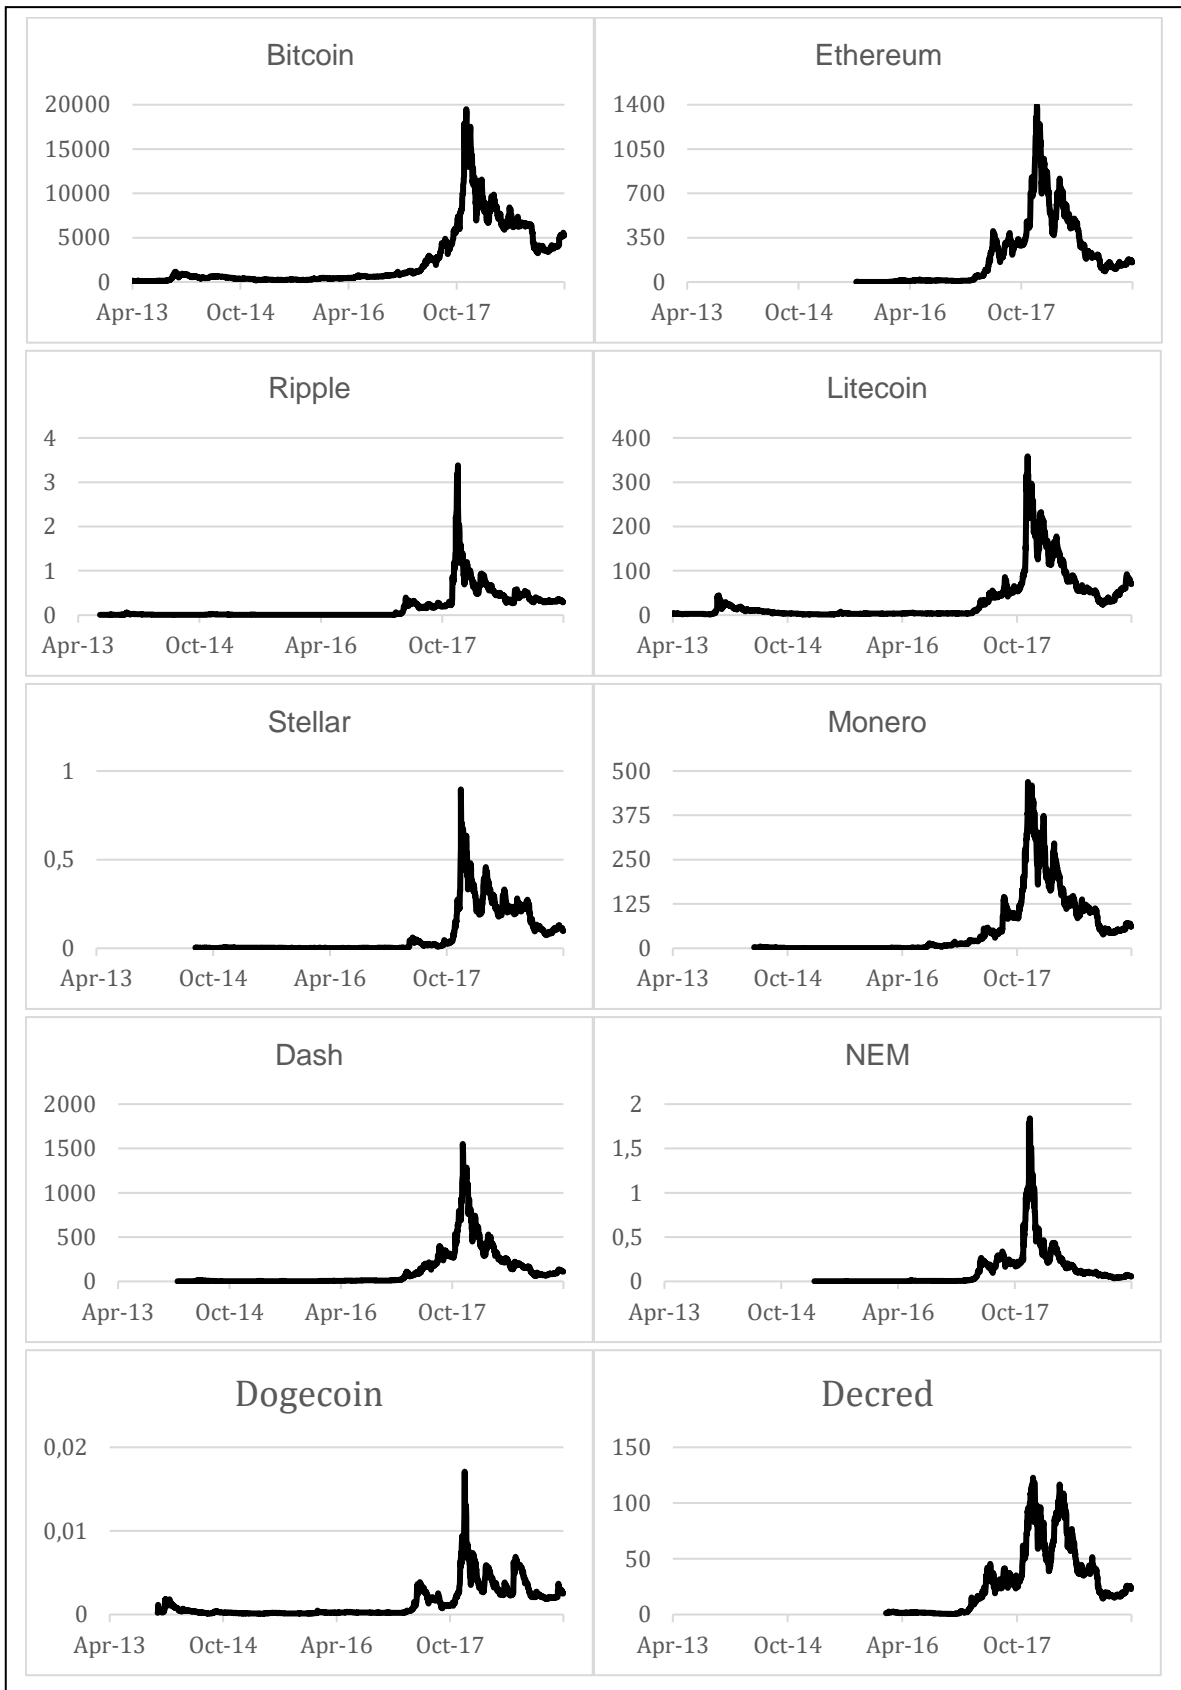 Bitcoin
20000
15000
10000
5000
0
Apr-13 Oct-14 Apr-16 Oct-17
Ethereum
1400
1050
700
350
0
Apr-13 Oct-14 Apr-16 Oct-17
Ripple
4
3
2
1
0
Apr-13 Oct-14 Apr-16 Oct-17
Litecoin
400
300
200
100
0
Apr-13 Oct-14 Apr-16 Oct-17
Stellar
1
0,5
0
Apr-13 Oct-14 Apr-16 Oct-17
Monero
500
375
250
125
0
Apr-13 Oct-14 Apr-16 Oct-17
Dash
2000
1500
1000
500
0
Apr-13 Oct-14 Apr-16 Oct-17
NEM
2
1,5
1
0,5
0
Apr-13 Oct-14 Apr-16 Oct-17
Dogecoin
0,02
0,01
0
Apr-13 Oct-14 Apr-16 Oct-17
Decred
150
100
50
0
Apr-13 Oct-14 Apr-16 Oct-17